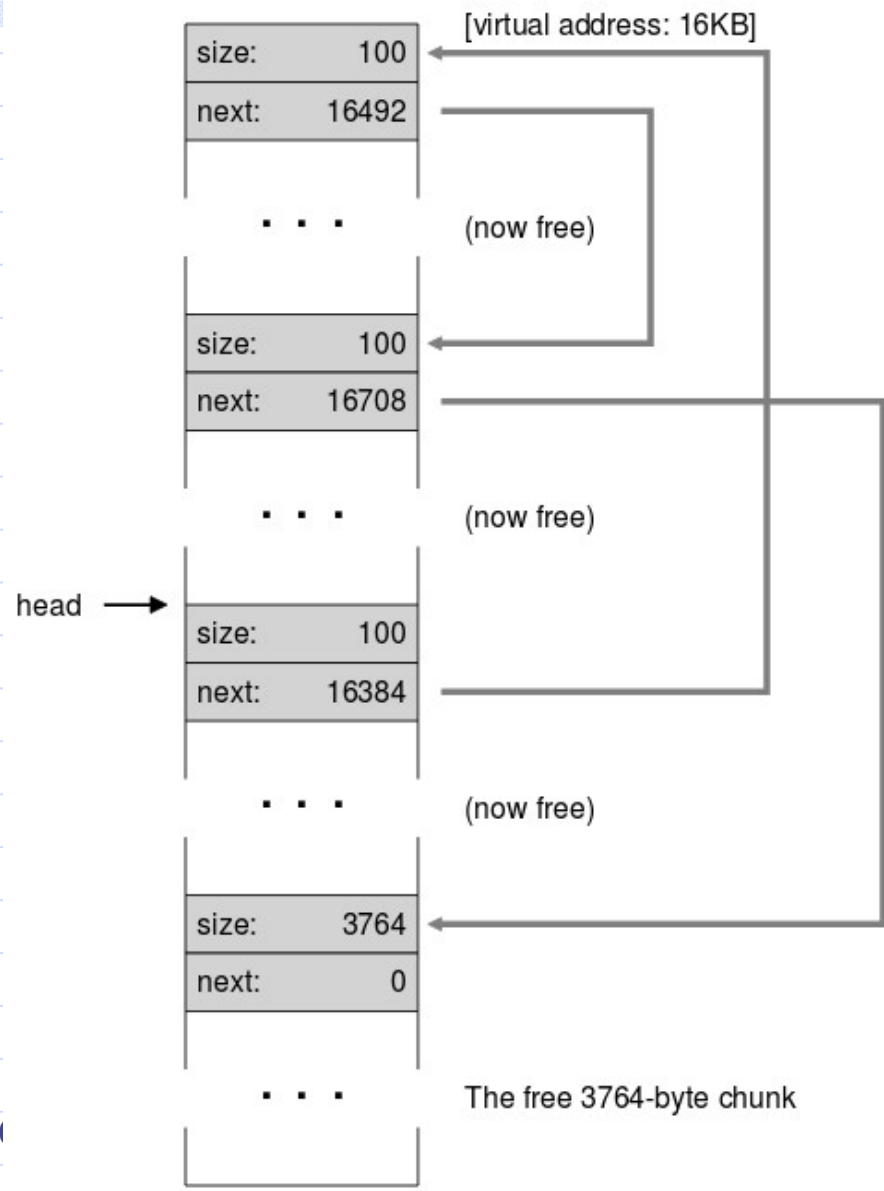 [virtual address: 16KB]
size: 100
next: 16492
. . .
(now free)
size: 100
next: 16708
. . .
(now free)
head
size: 100
next: 16384
. . .
(now free)
size: 3764
next: 0
. . .
The free 3764-byte chunk